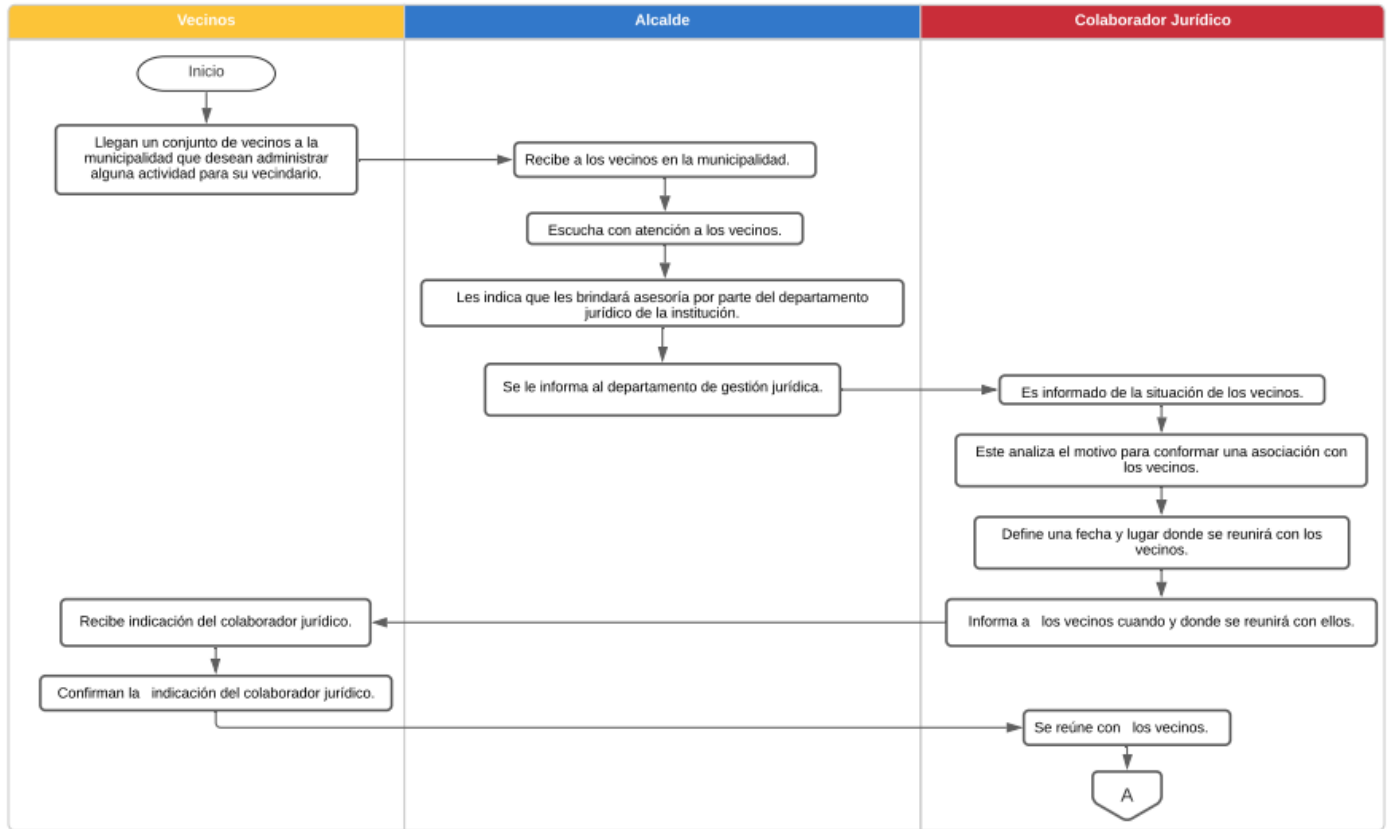 Vecinos
Alcalde
Colaborador Jurídico
Inicio
Llegan un conjunto de vecinos a la
municipalidad que desean administrar
alguna actividad para su vecindario.
Recibe a los vecinos en la municipalidad.
Escucha con atención a los vecinos.
Les indica que les brindará asesoría por parte del departamento
jurídico de la institución.
Se le informa al departamento de gestión jurídica.
Es informado de la situación de los vecinos.
Este analiza el motivo para conformar una asociación con
los vecinos.
Define una fecha y lugar donde se reunirá con los
vecinos.
Informa a los vecinos cuando y donde se reunirá con ellos.
Recibe indicación del colaborador jurídico.
Confirman la indicación del colaborador jurídico.
Se reúne con los vecinos.
A